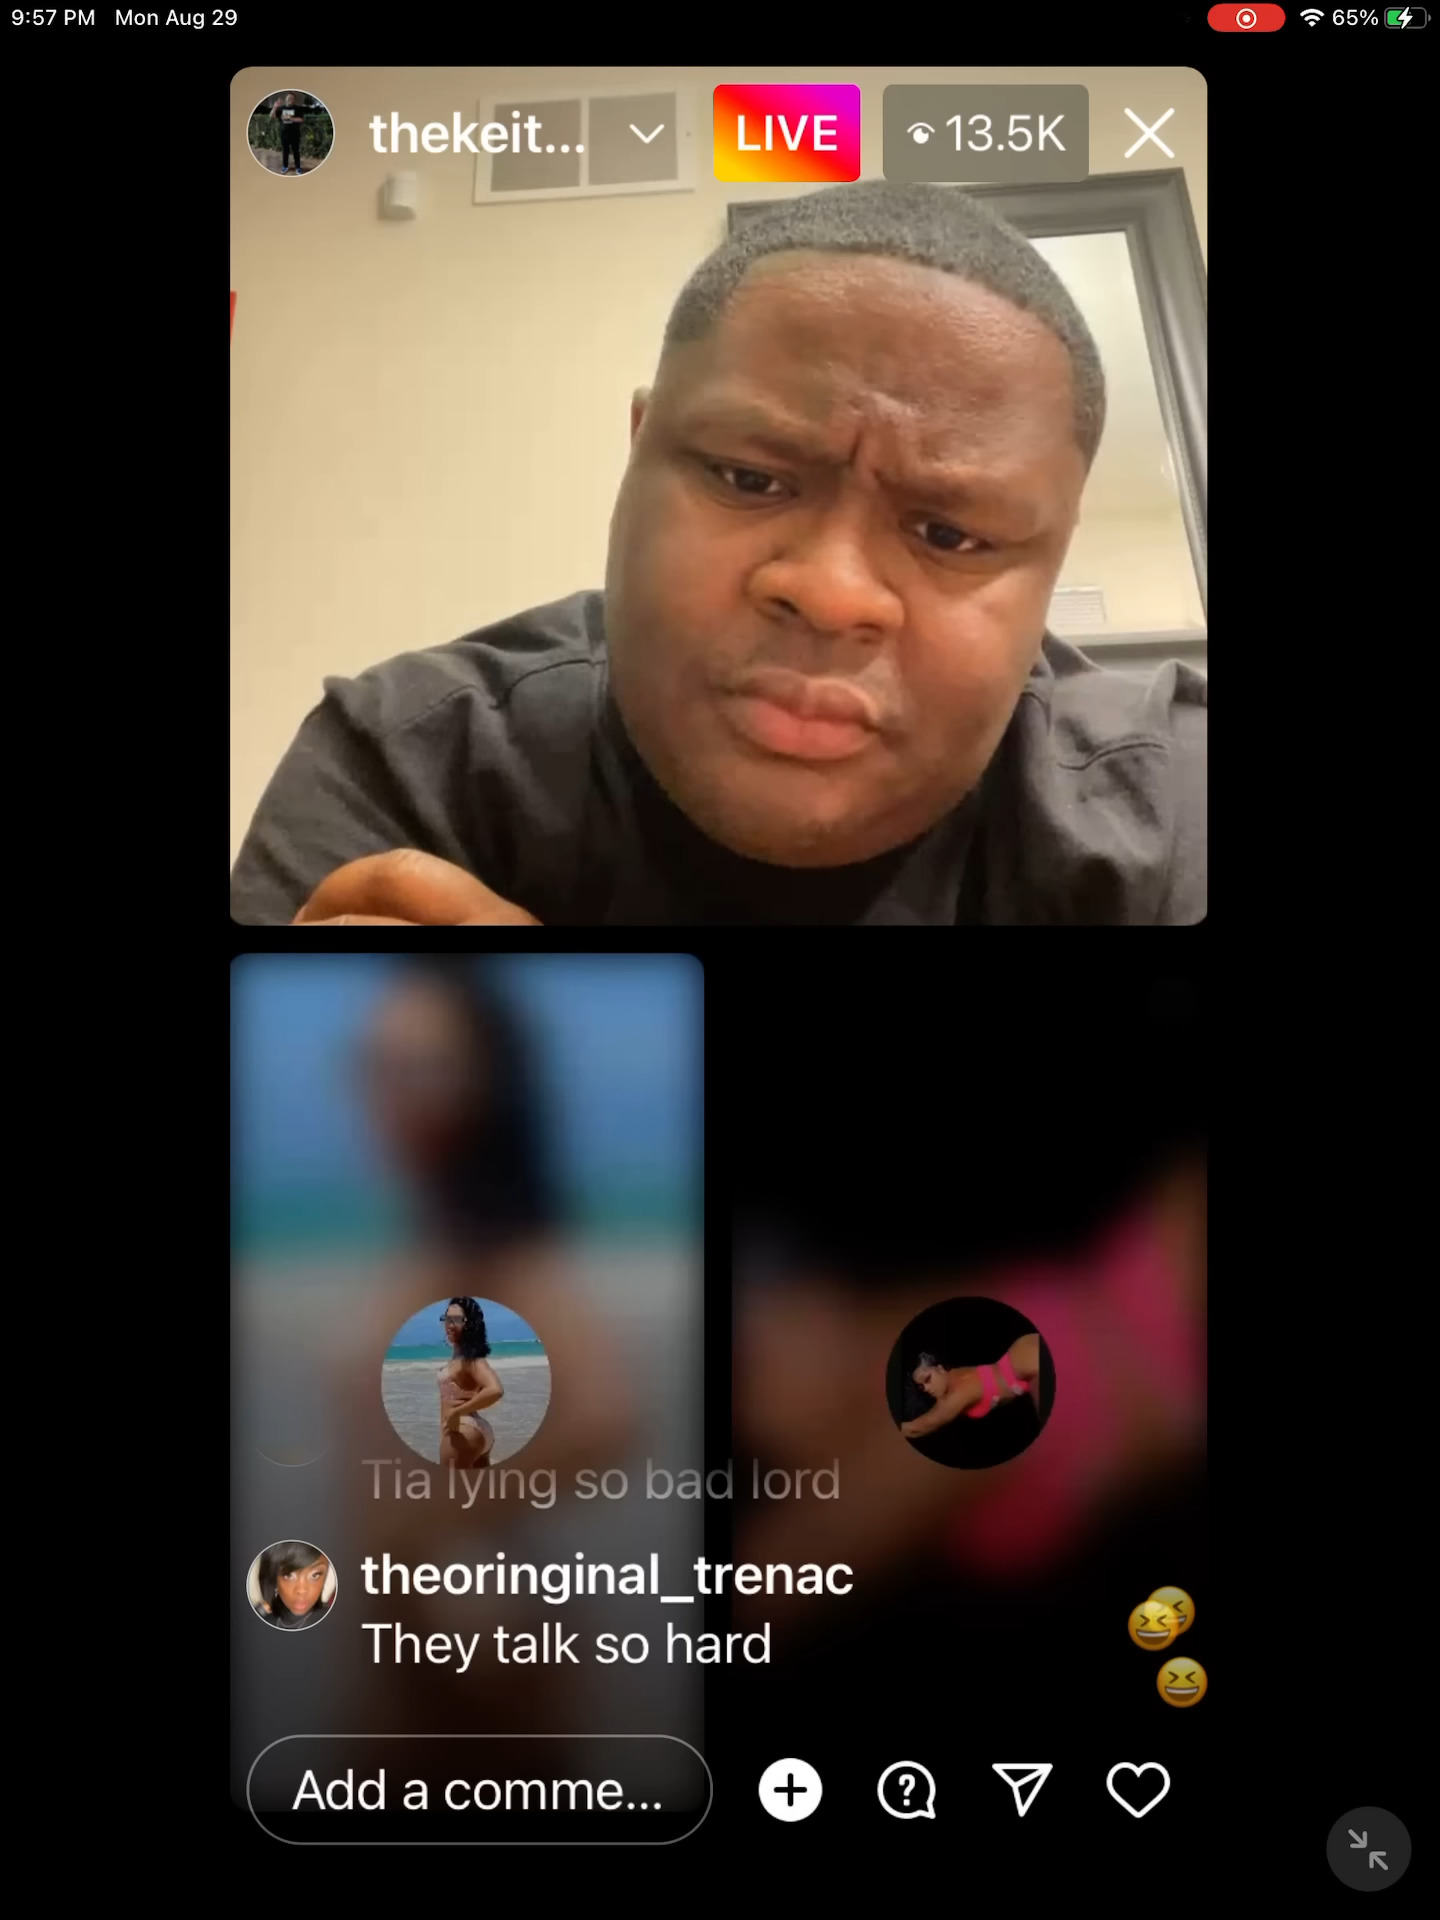 9:57 PM Mon Aug 29
65%
thekeit...
LIVE
13.5K
Tia lying so bad lord
theoringinal_trenac
They talk so hard
Add a comme...